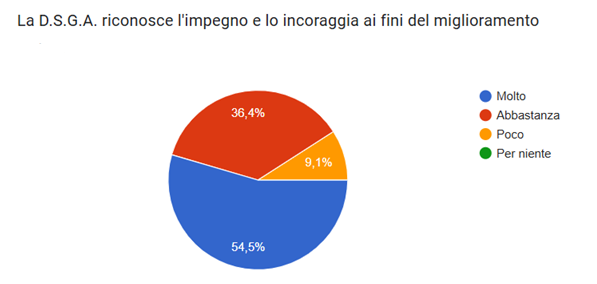 La D.S.G.A. riconosce l'impegno e lo incoraggia ai fini del miglioramento
36,4%
9,1%
54,5%
Molto
Abbastanza
Poco
Per niente